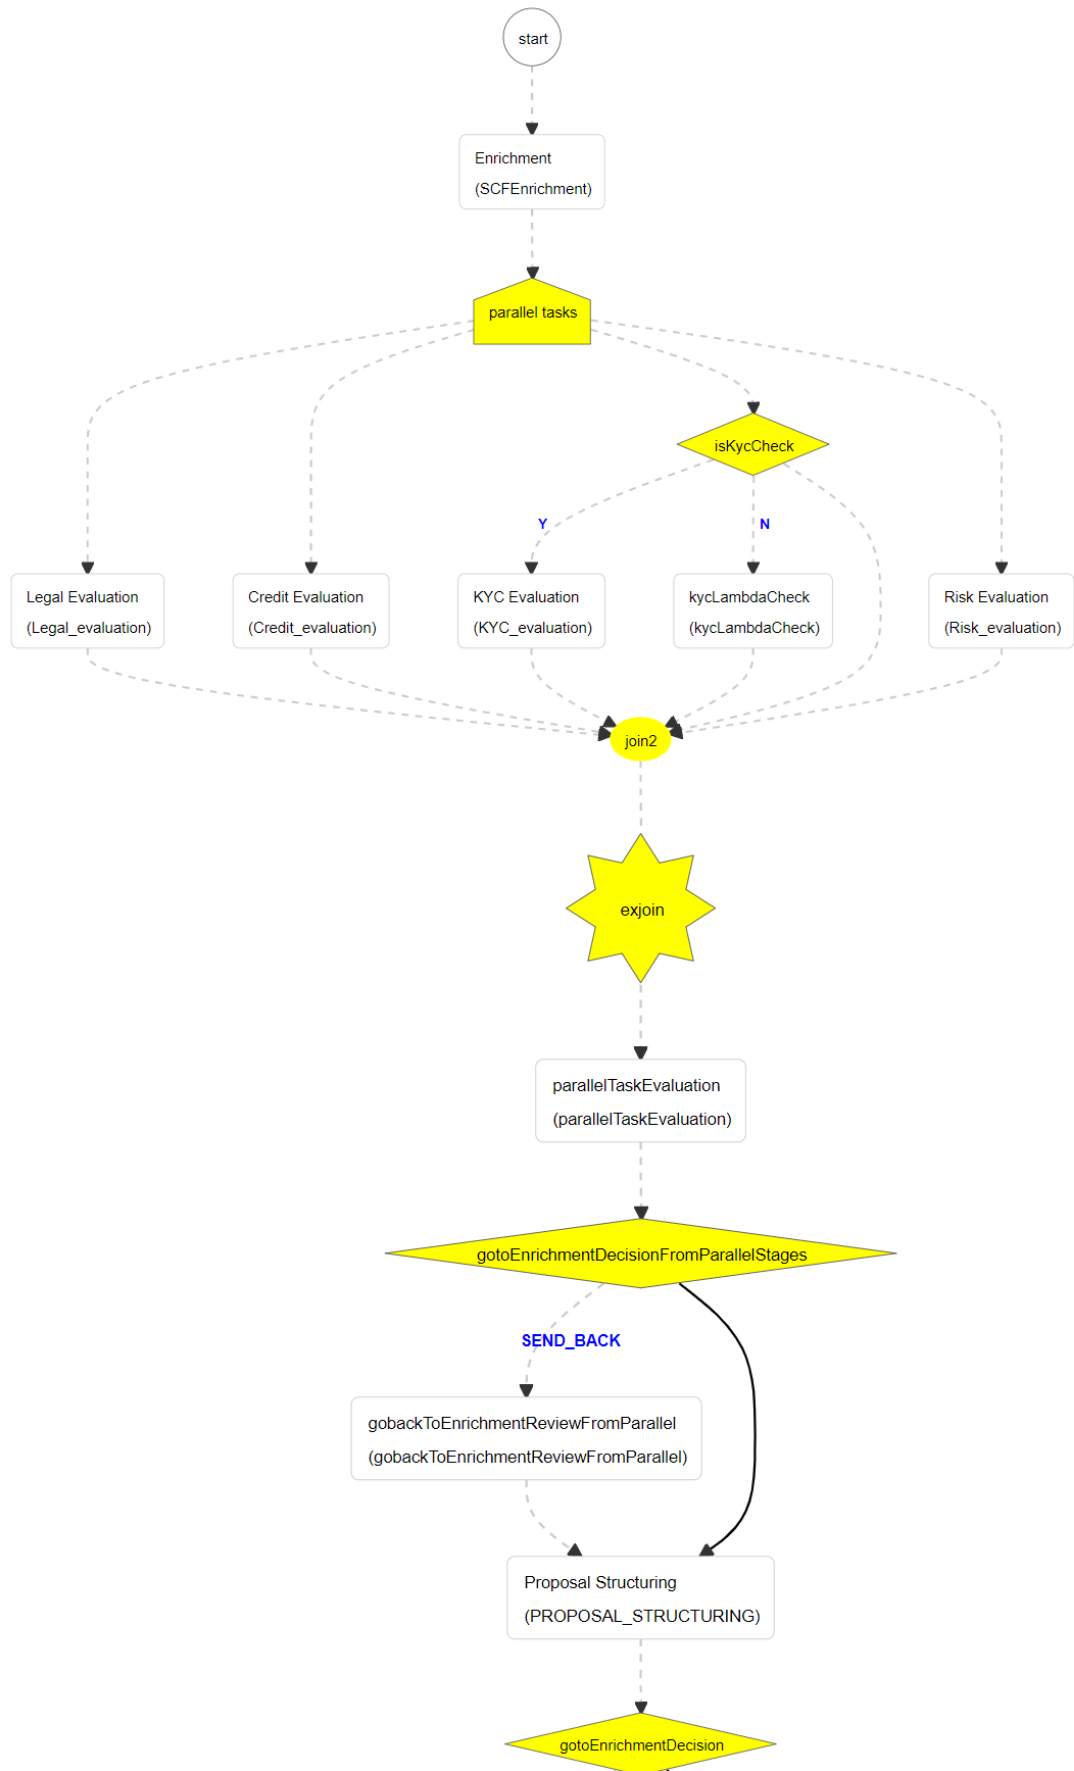 start
Enrichment
(SCFEnrichment)
parallel tasks
isKycCheck
Y
N
Legal Evaluation
(Legal_evaluation)
Credit Evaluation
(Credit_evaluation)
KYC Evaluation
(KYC_evaluation)
kycLambdaCheck
(kycLambdaCheck)
Risk Evaluation
(Risk_evaluation)
join2
exjoin
parallelTaskEvaluation
(parallelTaskEvaluation)
gotoEnrichmentDecisionFromParallelStages
SEND_BACK
gobackToEnrichmentReviewFromParallel
(gobackToEnrichmentReviewFromParallel)
Proposal Structuring
(PROPOSAL_STRUCTURING)
gotoEnrichmentDecision